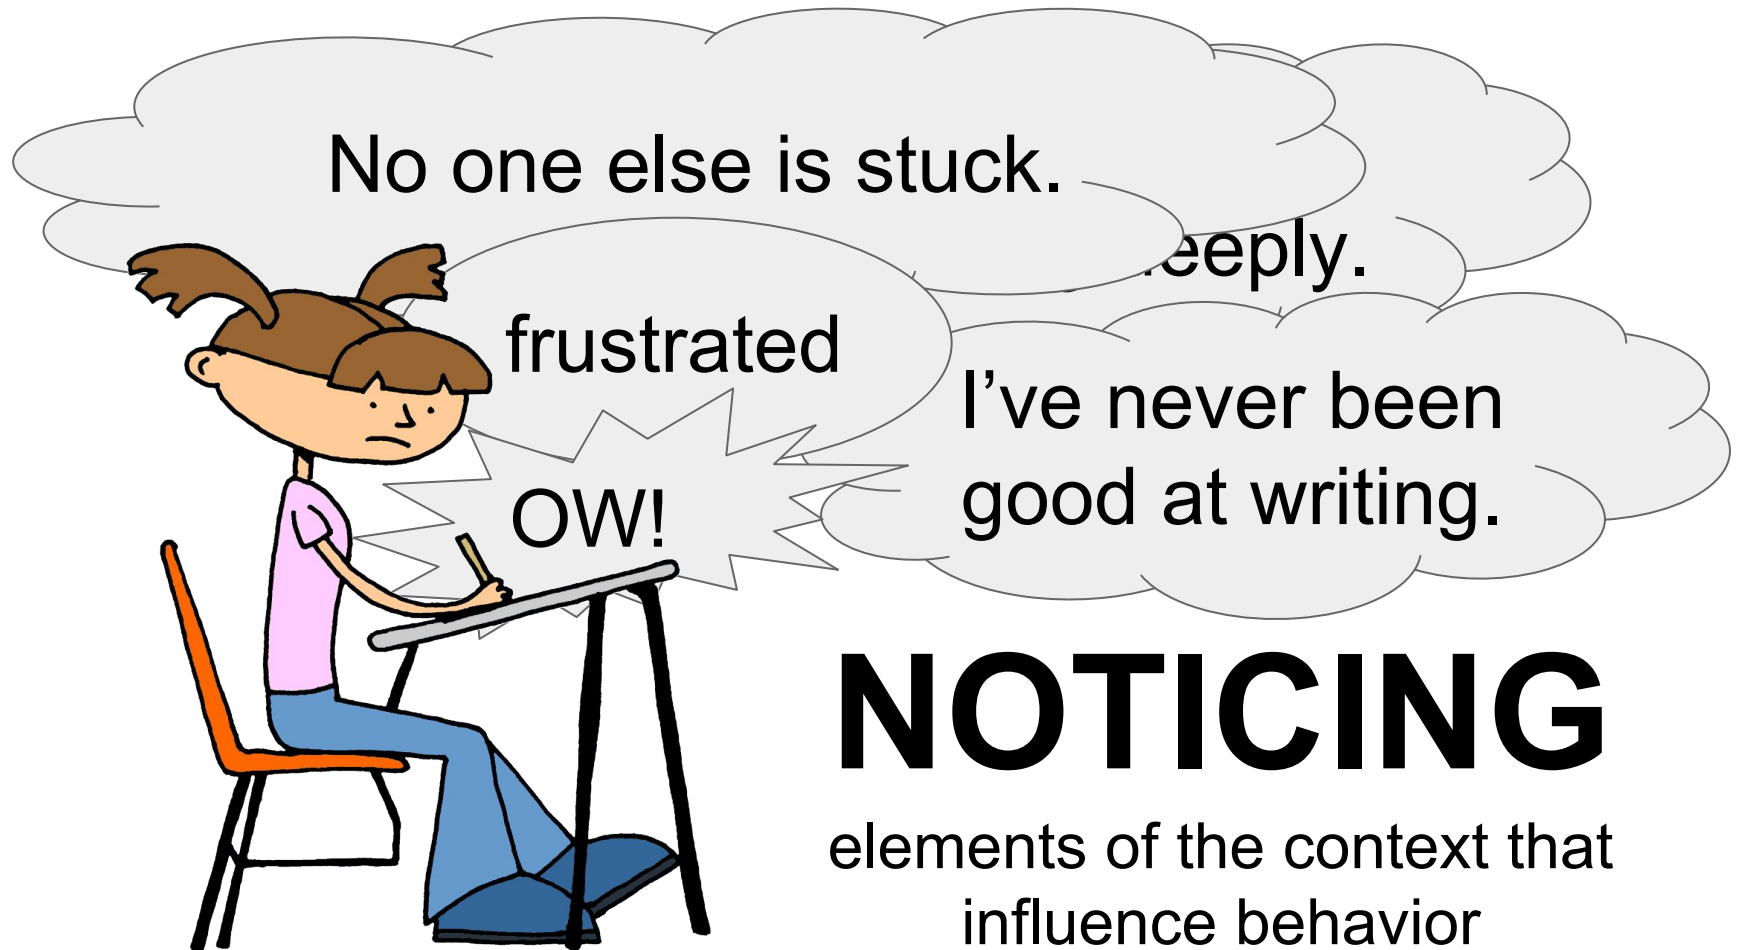 No one else is stuck.
frustrated
I’ve never been
good at writing.
OW!
NOTICING
elements of the context that
influence behavior